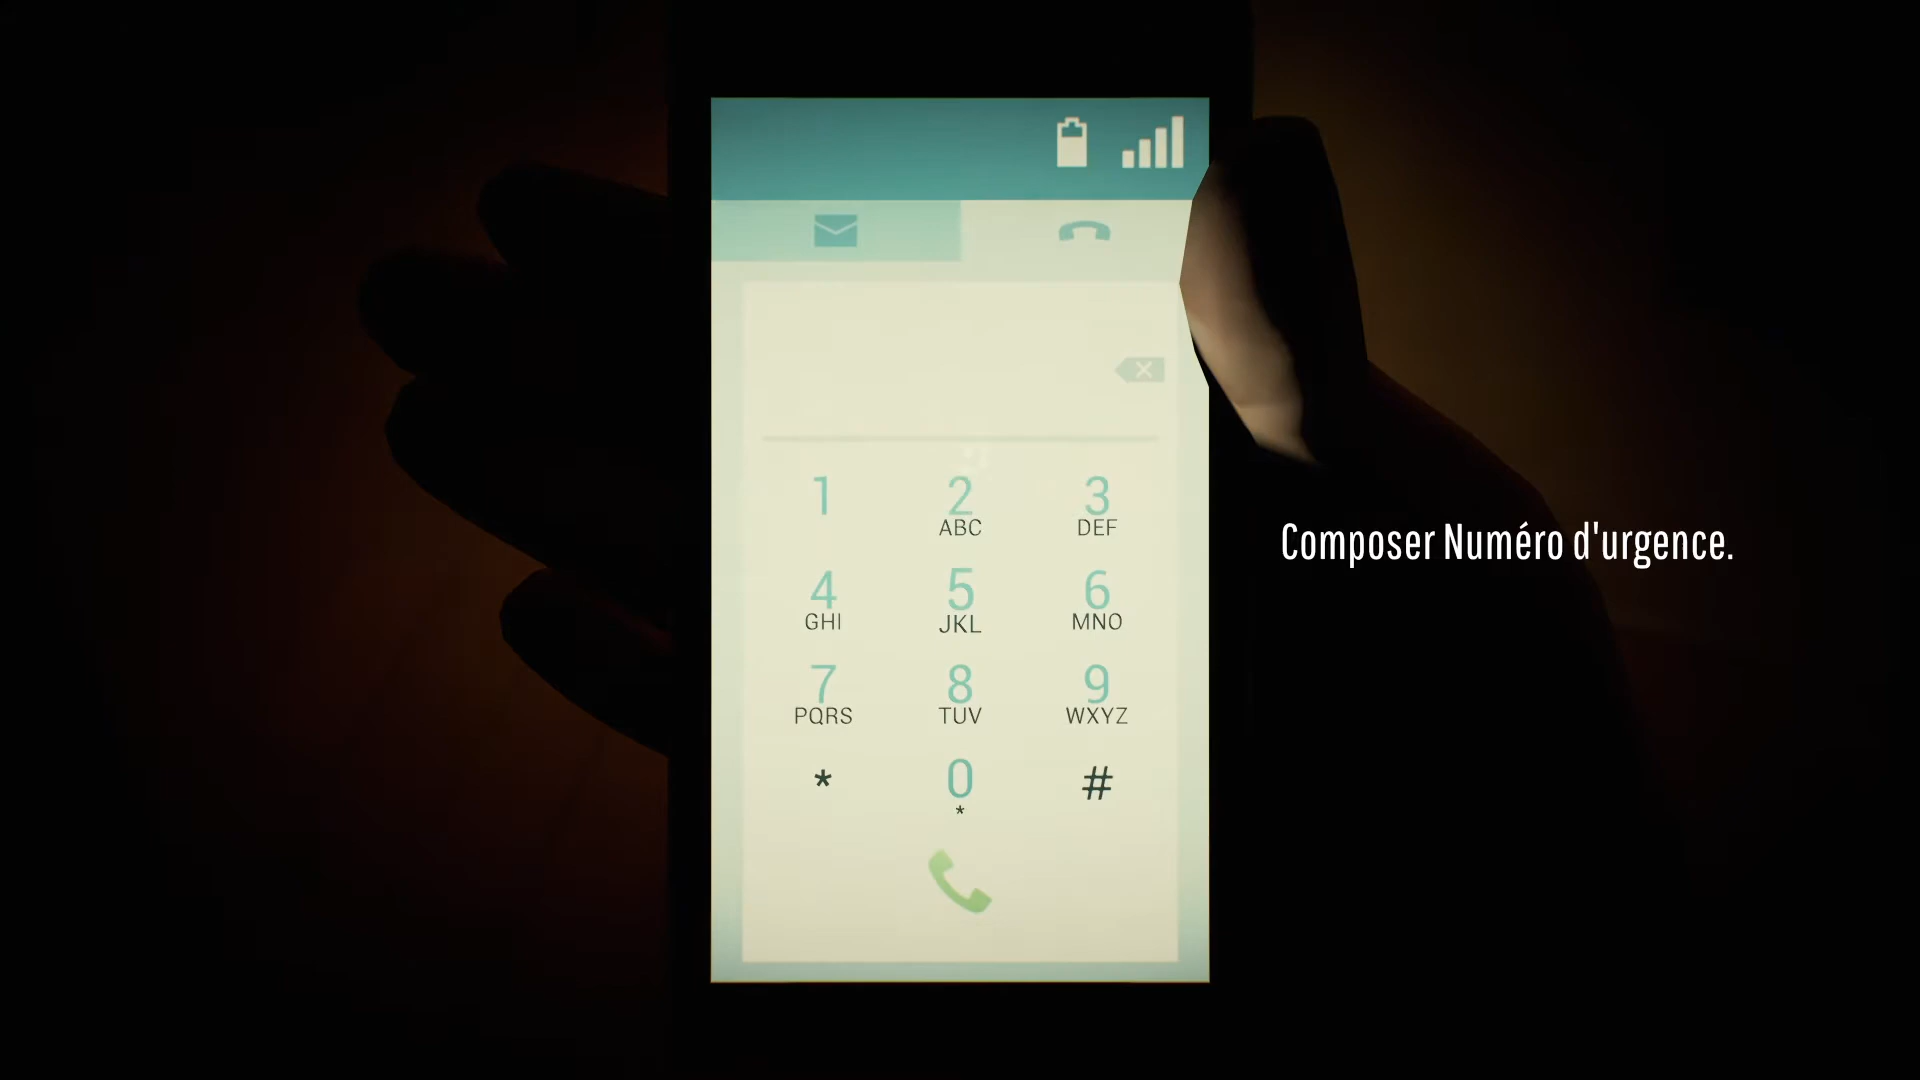 1 2 3
ABC DEF
4 5 6
GHI JKL MNO
7 8 9
PQRS TUV WXYZ
* 0 #
*
Composer Numéro d'urgence.